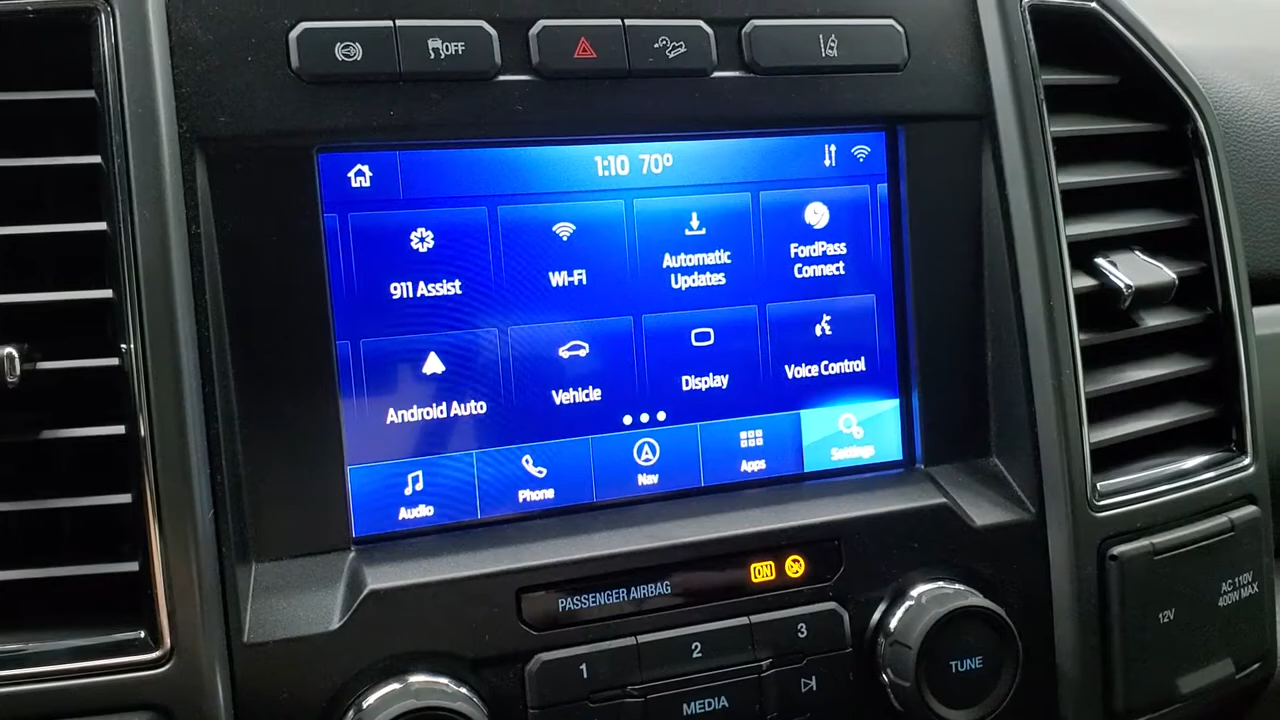 OFF
1:10 70°
911 Assist
Wi-Fi
Automatic
Updates
FordPass
Connect
Android Auto
Vehicle
Display
Voice Control
Audio
Phone
Nav
Apps
Settings
PASSENGER AIRBAG
ON
1
2
3
MEDIA
TUNE
12V
AC 110V
400W MAX